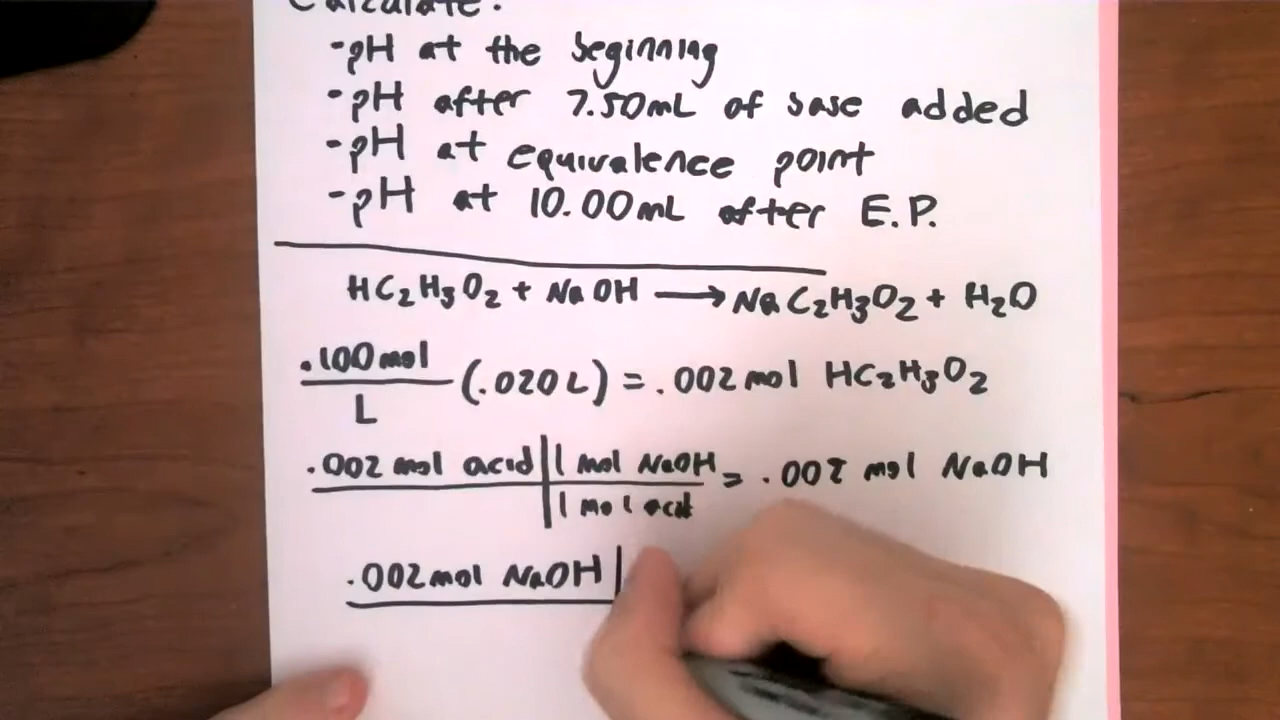 Calculate:
-pH at the beginning
-pH after 7.50mL of base added
-pH at equivalence point
-pH at 10.00mL after E.P.
HC₂H₃O₂ + NaOH ⟶ NaC₂H₃O₂ + H₂O
.100mol
L
(.020L) = .002mol HC₂H₃O₂
.002 mol acid | 1 mol NaOH
1 mol acid
= .002 mol NaOH
.002mol NaOH |